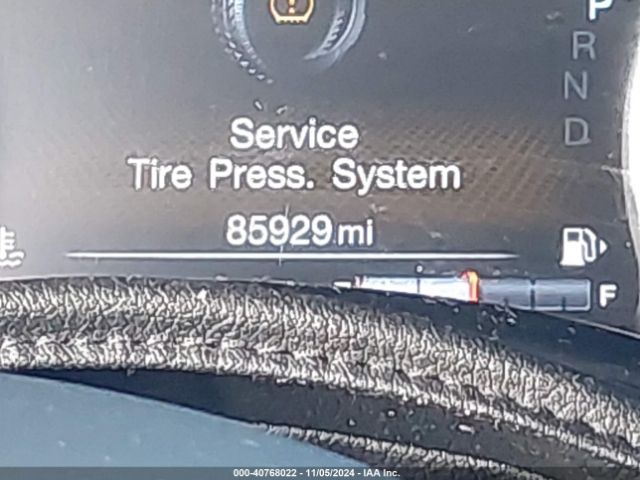 P
R
N
D
Service
Tire Press. System
85929 mi
F
000-40768022 - 11/05/2024 - IAA Inc.